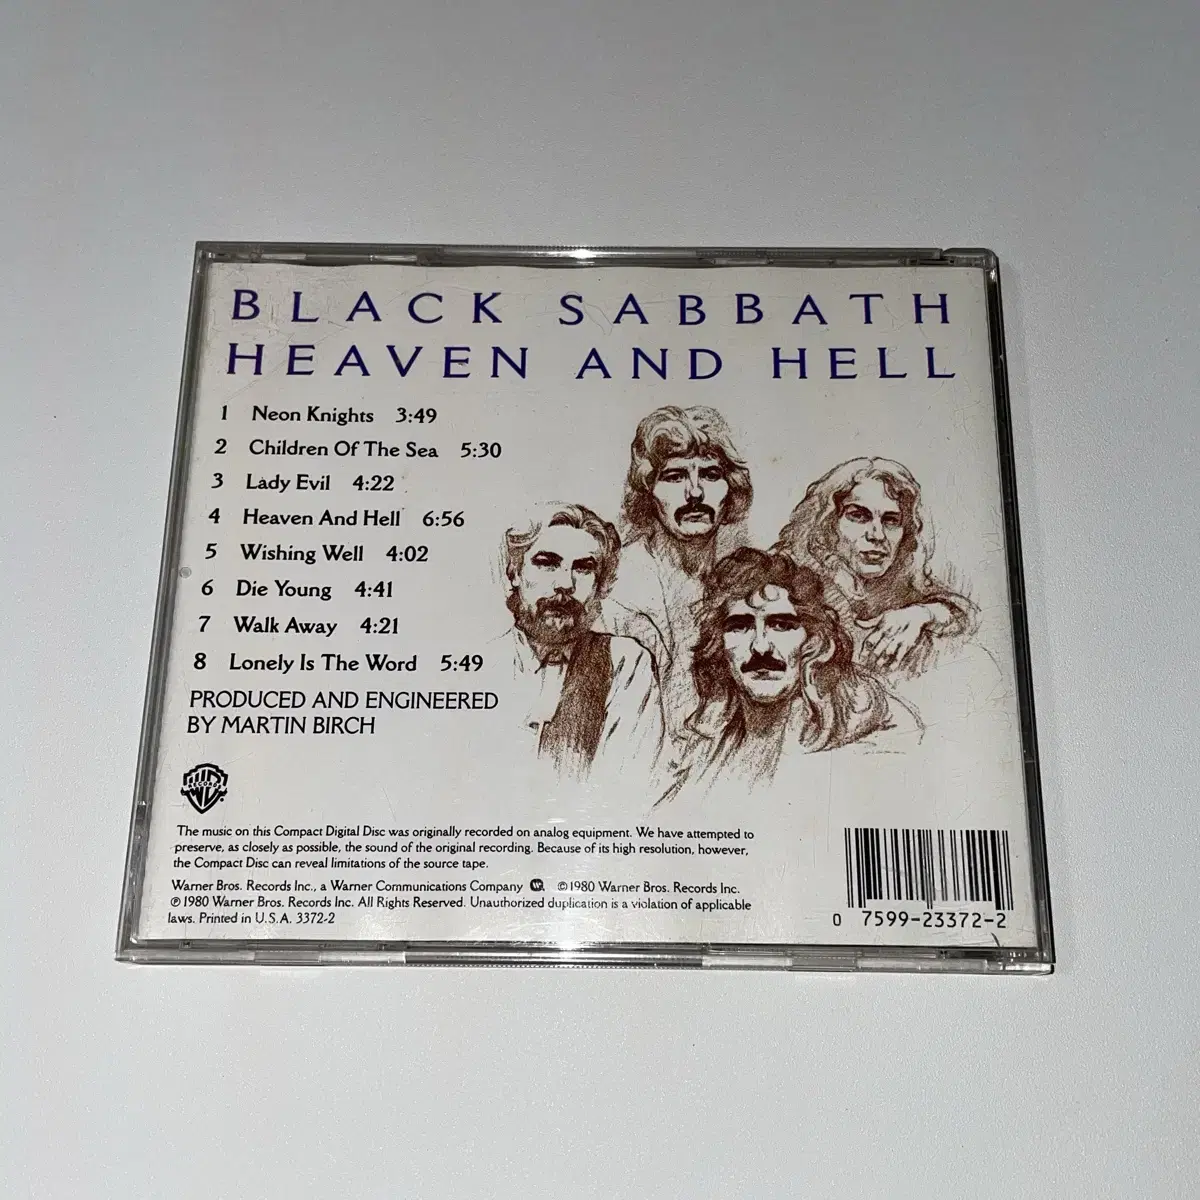 BLACK SABBATH
HEAVEN AND HELL
1 Neon Knights 3:49
2 Children Of The Sea 5:30
3 Lady Evil 4:22
4 Heaven And Hell 6:56
5 Wishing Well 4:02
6 Die Young 4:41
7 Walk Away 4:21
8 Lonely Is The Word 5:49
PRODUCED AND ENGINEERED
BY MARTIN BIRCH
WB
RECORDS
The music on this Compact Digital Disc was originally recorded on analog equipment. We have attempted to
preserve, as closely as possible, the sound of the original recording. Because of its high resolution, however,
the Compact Disc can reveal limitations of the source tape.
Warner Bros. Records Inc., a Warner Communications Company ©1980 Warner Bros. Records Inc.
℗1980 Warner Bros. Records Inc. All Rights Reserved. Unauthorized duplication is a violation of applicable
laws. Printed in U.S.A. 3372-2
0 7599-23372-2